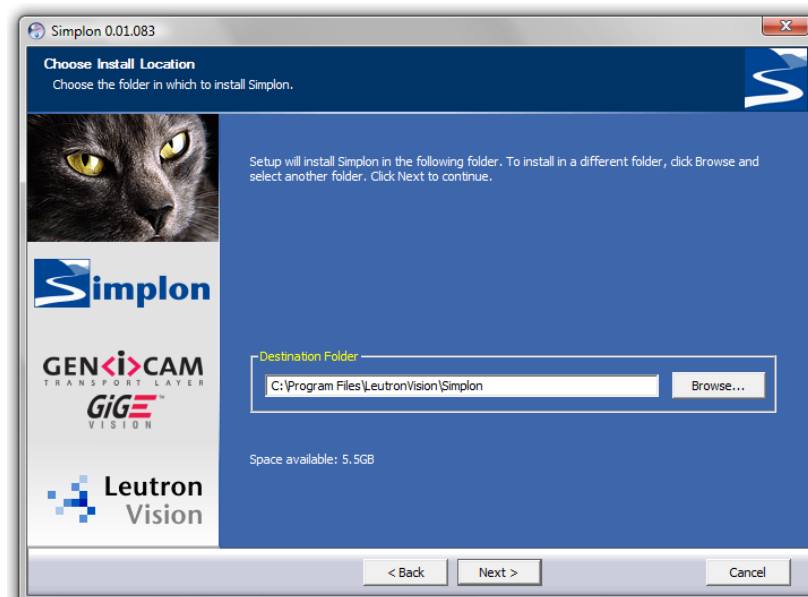 Simplon 0.01.083
Choose Install Location
Choose the folder in which to install Simplon.
Setup will install Simplon in the following folder. To install in a different folder, click Browse and
select another folder. Click Next to continue.
Simplon
GEN<i>CAM
TRANSPORT LAYER
GiGE™
VISION
Destination Folder
C:\Program Files\LeutronVision\Simplon
Browse...
Space available: 5.5GB
Leutron
Vision
< Back
Next >
Cancel